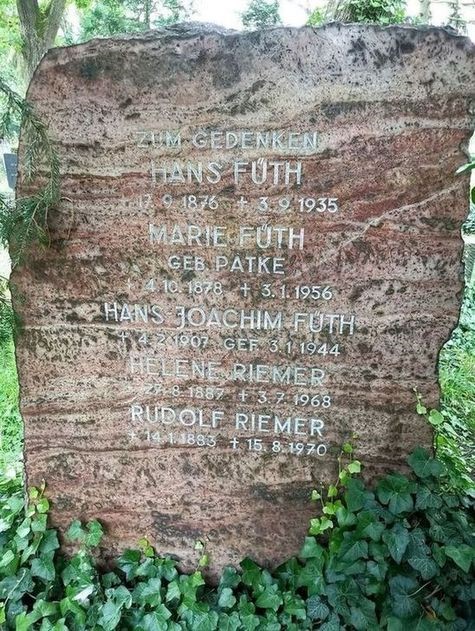 ZUM GEDENKEN
HANS FÜTH
* 17.9.1876 + 3.9.1935
MARIE FÜTH
GEB. PATKE
* 4.10.1878 + 3.1.1956
HANS JOACHIM FÜTH
* 4.2.1907 GEF. 3.1.1944
HELENE RIEMER
* 27.8.1887 + 3.7.1968
RUDOLF RIEMER
* 14.1.1883 + 15.8.1970